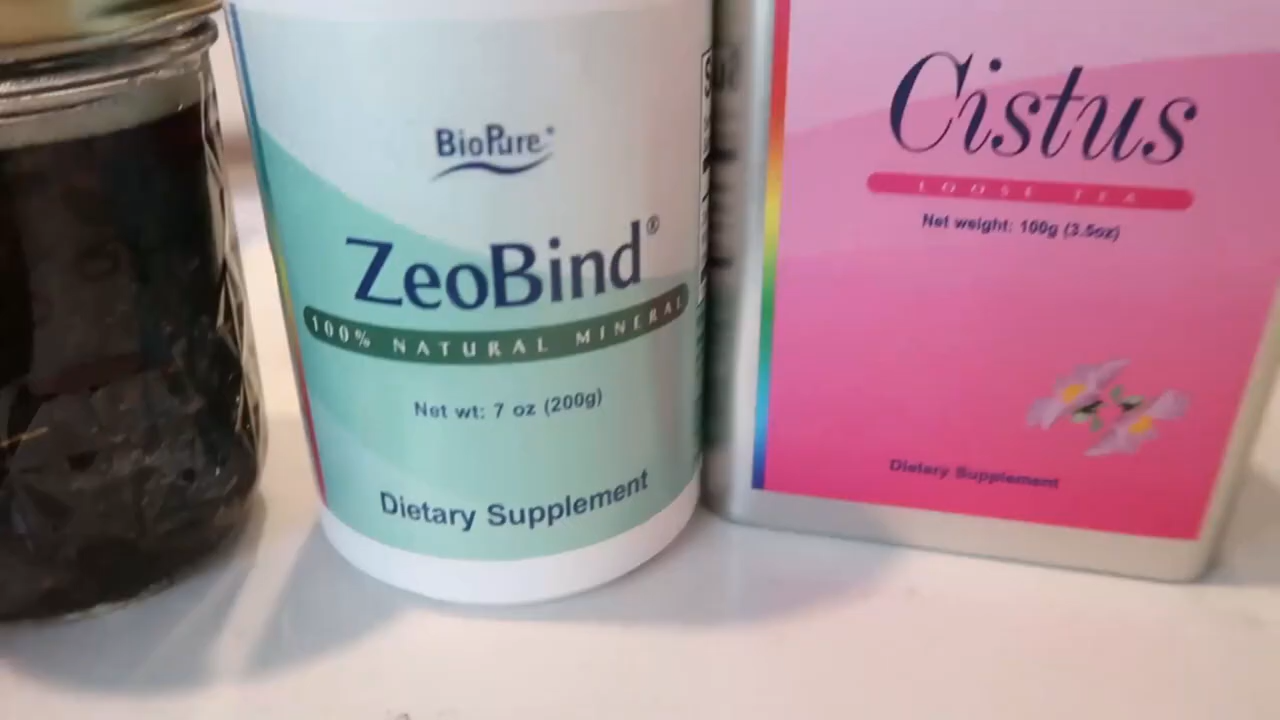 BioPure®
ZeoBind®
100% NATURAL MINERAL
Net wt: 7 oz (200g)
Dietary Supplement
Cistus
LOOSE TEA
Net weight: 100g (3.5oz)
Dietary Supplement